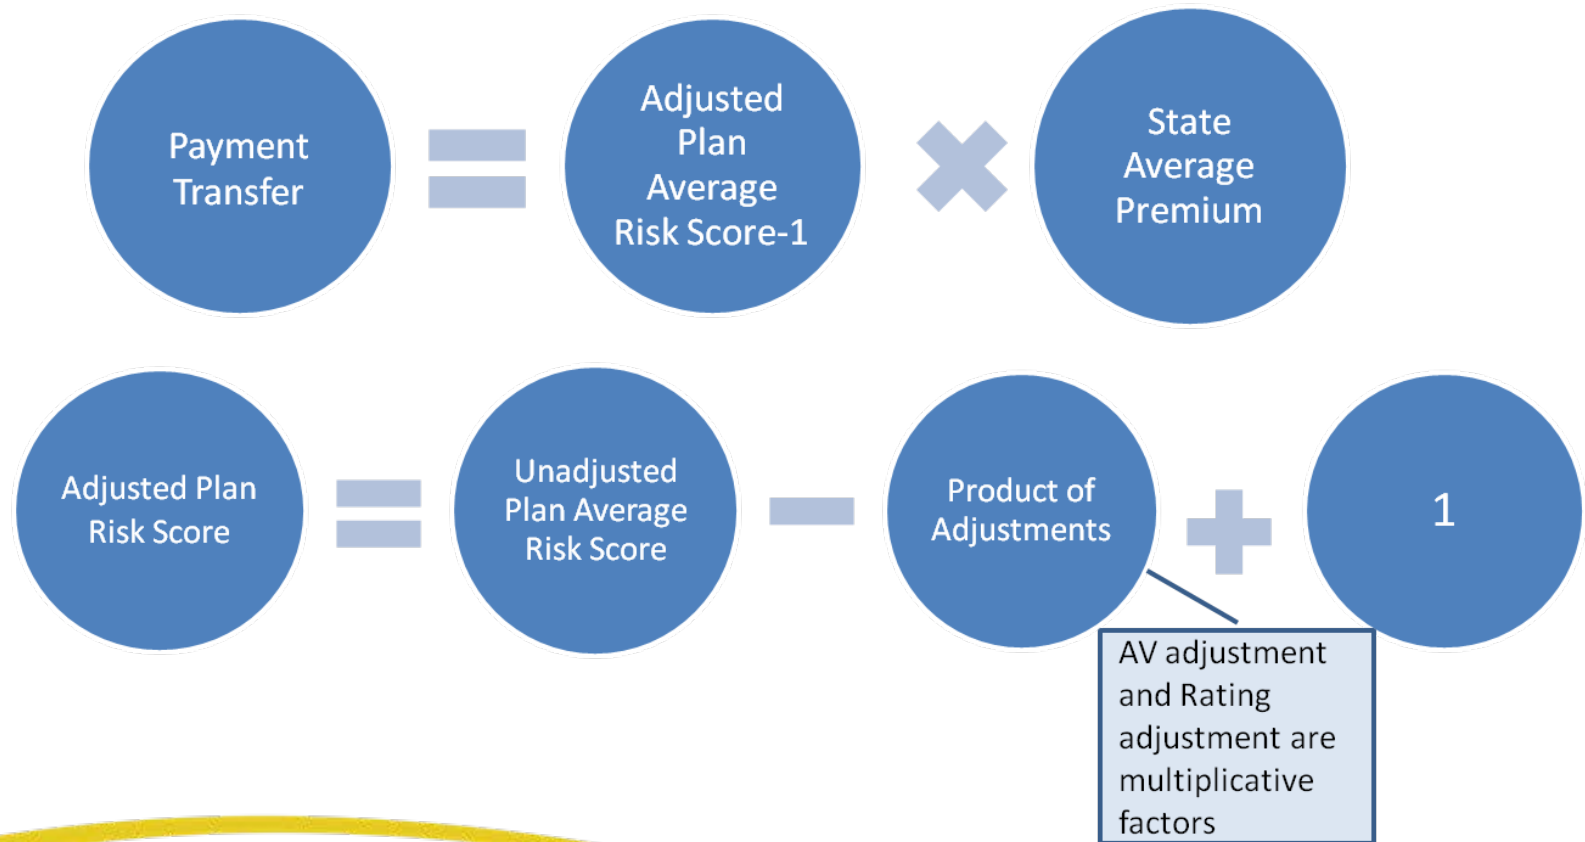 Payment
Transfer
Adjusted
Plan
Average
Risk Score-1
State
Average
Premium
Adjusted Plan
Risk Score
Unadjusted
Plan Average
Risk Score
Product of
Adjustments
1
AV adjustment
and Rating
adjustment are
multiplicative
factors